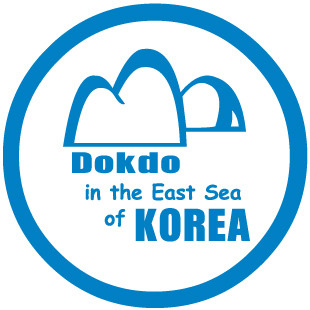 Dokdo
in the East Sea
of KOREA